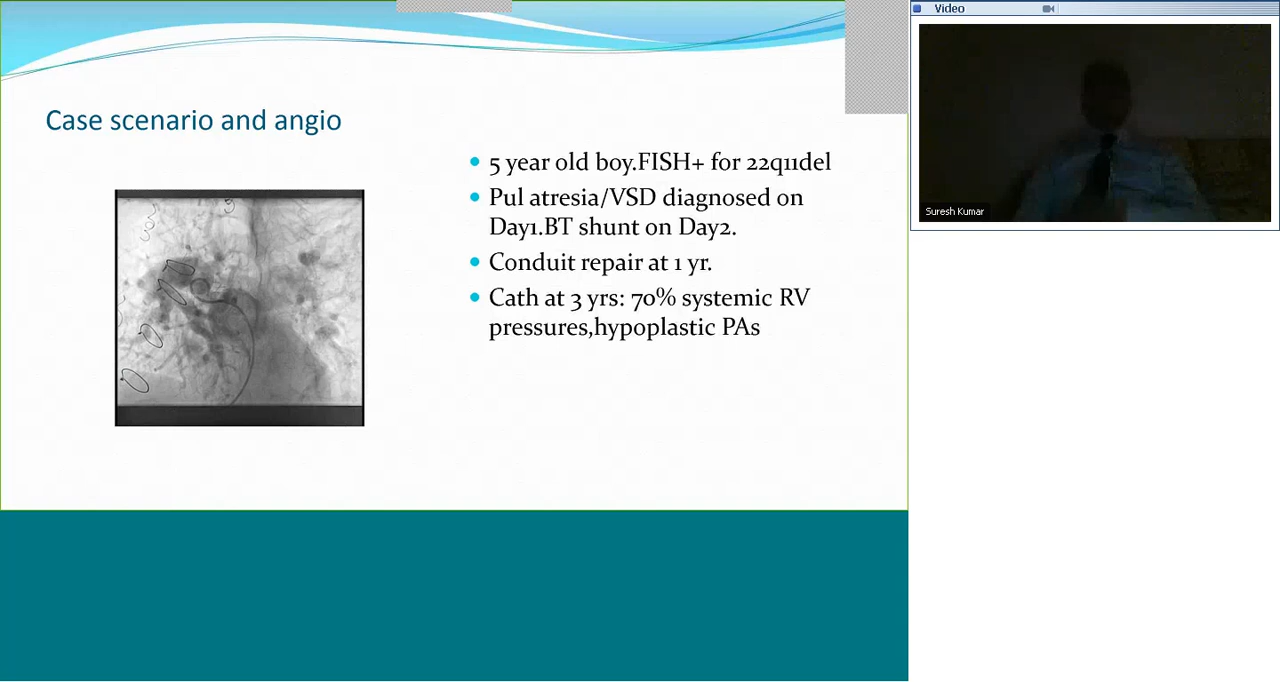 Case scenario and angio
5 year old boy.FISH+ for 22q11del
Pul atresia/VSD diagnosed on
Day1.BT shunt on Day2.
Conduit repair at 1 yr.
Cath at 3 yrs: 70% systemic RV
pressures,hypoplastic PAs
Video
Suresh Kumar